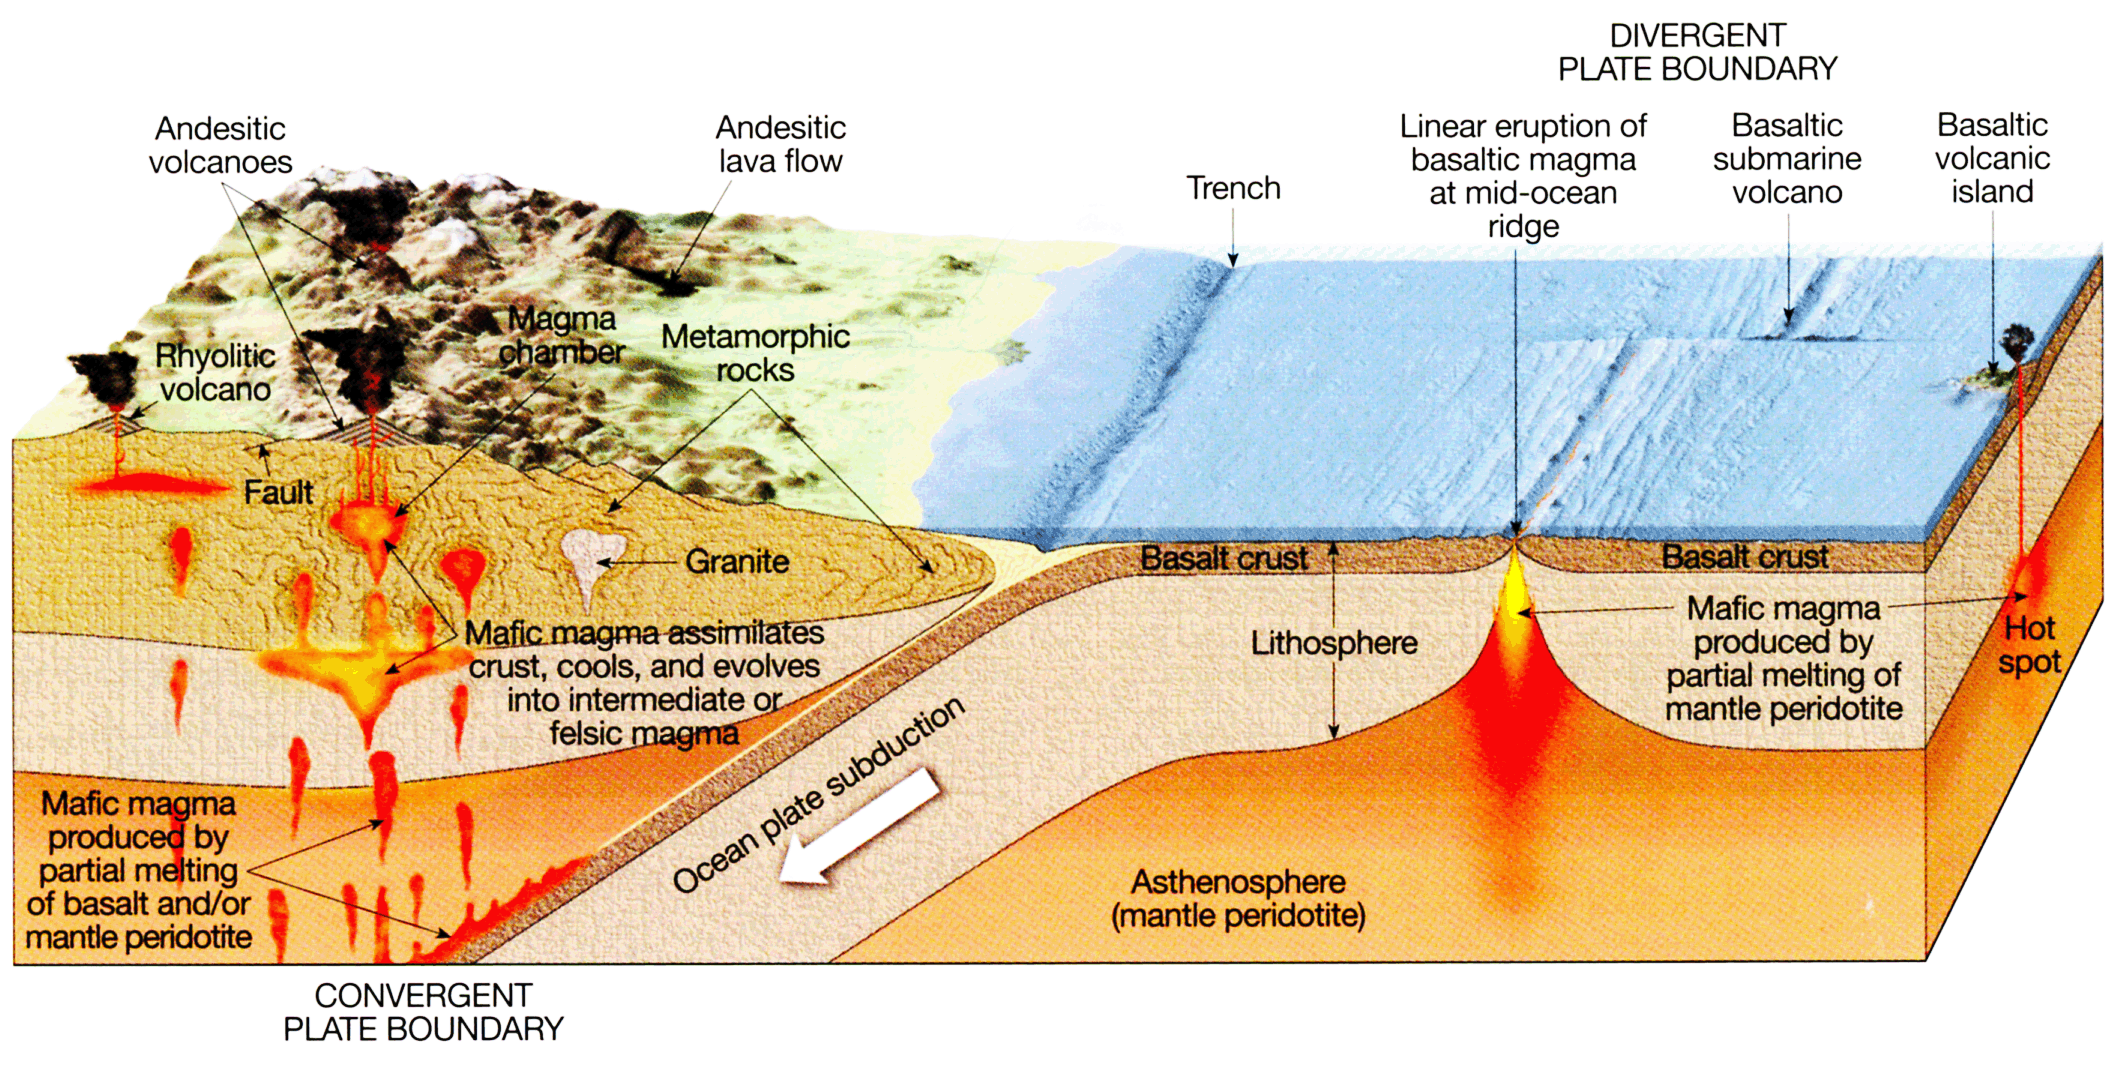 DIVERGENT
PLATE BOUNDARY
Andesitic
volcanoes
Andesitic
lava flow
Trench
Linear eruption of
basaltic magma
at mid-ocean
ridge
Basaltic
submarine
volcano
Basaltic
volcanic
island
Rhyolitic
volcano
Magma
chamber
Metamorphic
rocks
Fault
Granite
Basalt crust
Basalt crust
Mafic magma assimilates
crust, cools, and evolves
into intermediate or
felsic magma
Lithosphere
Mafic magma
produced by
partial melting of
mantle peridotite
Hot
spot
Ocean plate subduction
Mafic magma
produced by
partial melting
of basalt and/or
mantle peridotite
Asthenosphere
(mantle peridotite)
CONVERGENT
PLATE BOUNDARY